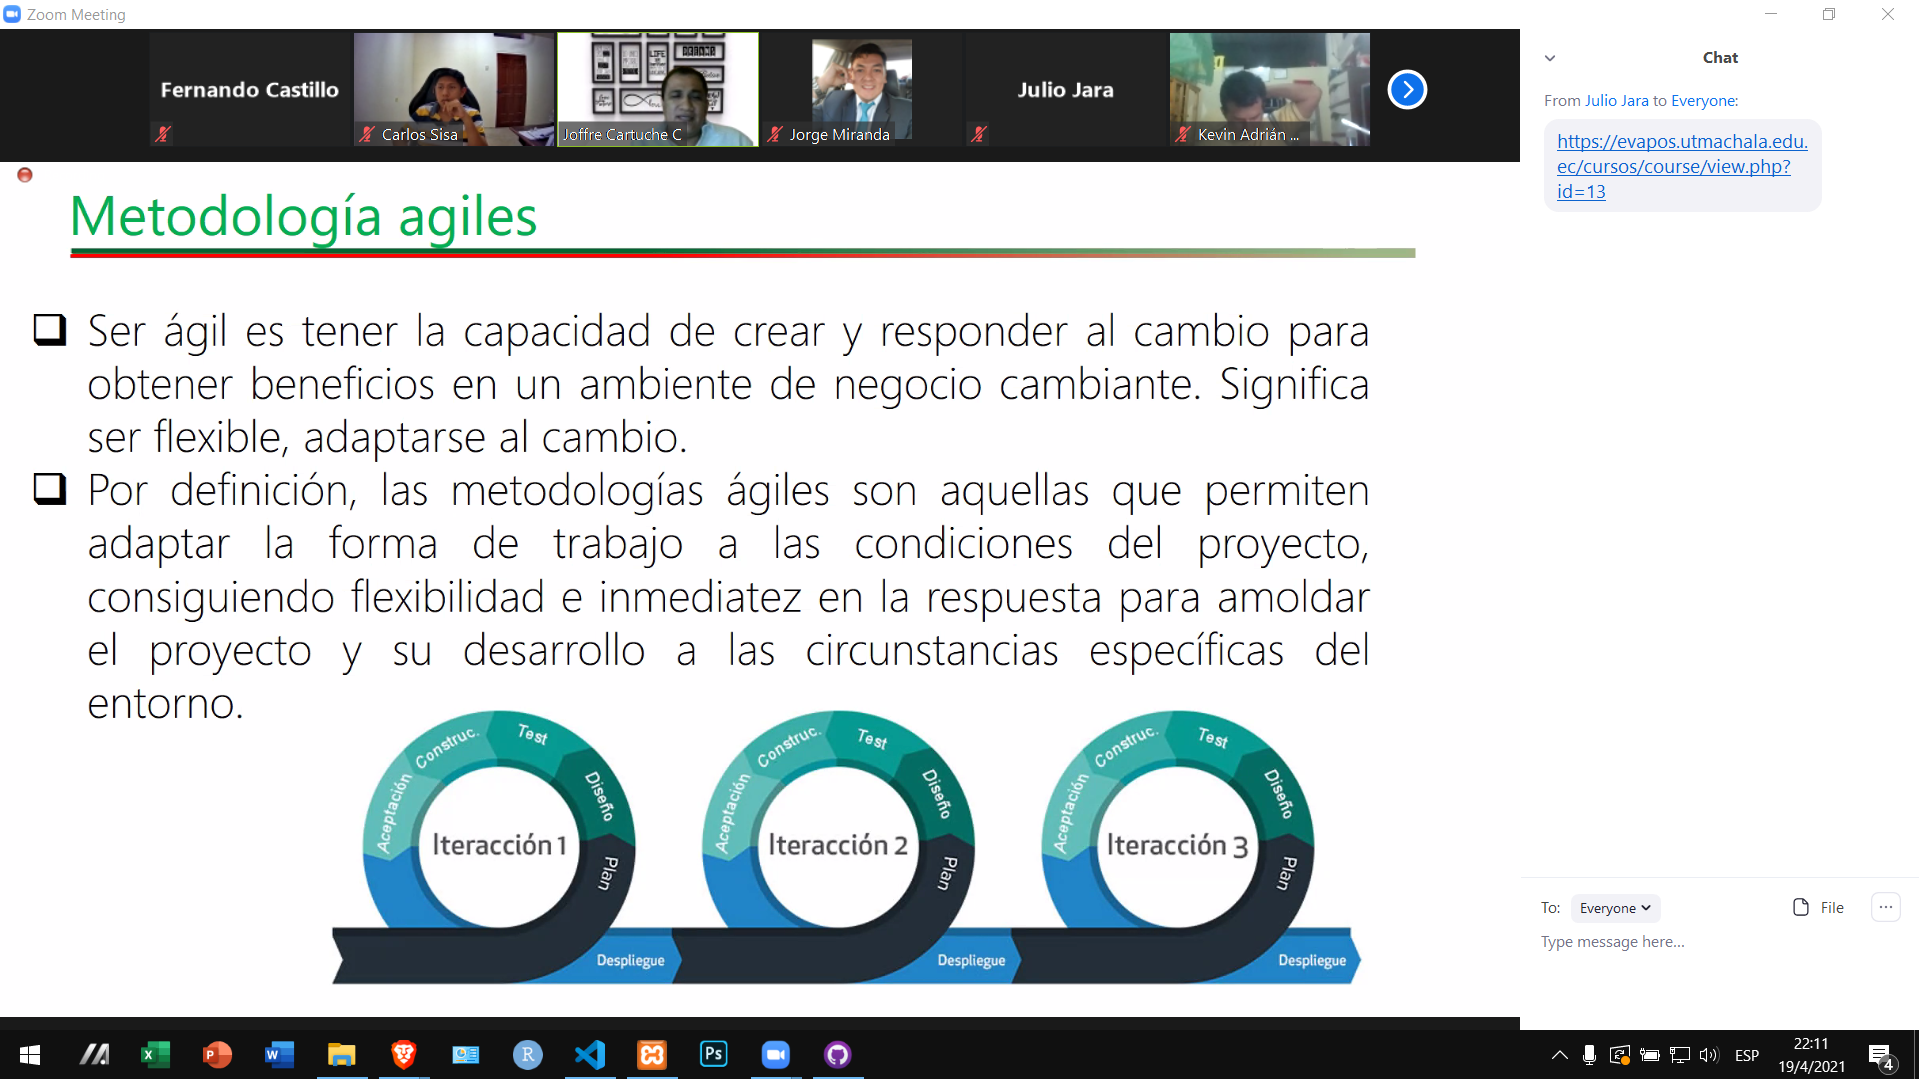 Zoom Meeting
Fernando Castillo
Carlos Sisa
Joffre Cartuche C
Jorge Miranda
Julio Jara
Kevin Adrián ...
Metodología agiles
Ser ágil es tener la capacidad de crear y responder al cambio para
obtener beneficios en un ambiente de negocio cambiante. Significa
ser flexible, adaptarse al cambio.
Por definición, las metodologías ágiles son aquellas que permiten
adaptar la forma de trabajo a las condiciones del proyecto,
consiguiendo flexibilidad e inmediatez en la respuesta para amoldar
el proyecto y su desarrollo a las circunstancias específicas del
entorno.
Aceptación
Construc.
Test
Diseño
Plan
Iteracción 1
Despliegue
Aceptación
Construc.
Test
Diseño
Plan
Iteracción 2
Despliegue
Aceptación
Construc.
Test
Diseño
Plan
Iteracción 3
Despliegue
Chat
From Julio Jara to Everyone:
https://evapos.utmachala.edu.
ec/cursos/course/view.php?
id=13
To: Everyone
File
Type message here...
ESP
22:11
19/4/2021
4